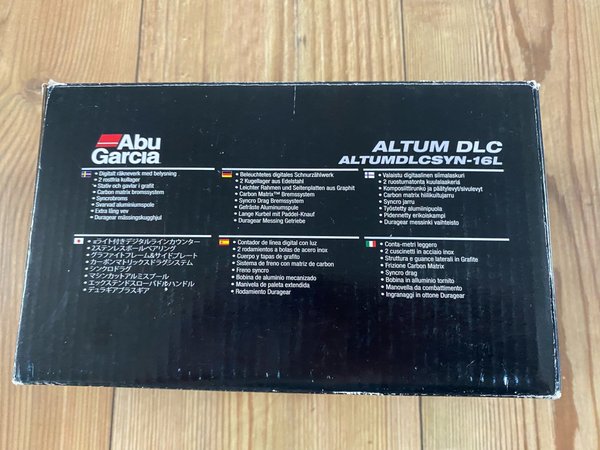 Abu
Garcia
ALTUM DLC
ALTUMDLCSYN-16L
• Digitalt räkneverk med belysning
• 2 rostfria kullager
• Stativ och gavlar i grafit
• Carbon matrix bromssystem
• Syncrobroms
• Svarvad aluminiumspole
• Extra lång vev
• Duragear mässingskugghjul
• Beleuchtetes digitales Schnurzählwerk
• 2 Kugellager aus Edelstahl
• Leichter Rahmen und Seitenplatten aus Graphit
• Carbon Matrix™ Bremssystem
• Syncro Drag Bremssystem
• Gefräste Aluminumspule
• Lange Kurbel mit Paddel-Knauf
• Duragear Messing Getriebe
• Valaistu digitaalinen siimalaskuri
• 2 ruostumatonta kuulalaakeria
• Komposiittirunko ja päätylevyt/sivulevyt
• Carbon matrix hiilikuitujarru
• Syncro jarru
• Työstetty alumiinipuola
• Pidennetty erikoiskampi
• Duragear messinki vaihteisto
• αライト付きデジタルラインカウンター
• 2ステンレスボールベアリング
• グラファイトフレーム&サイドプレート
• カーボンマトリックスドラグシステム
• シンクロドラグ
• マシンカットアルミスプール
• エックステンドスローパドルハンドル
• デュラギアブラスギア
• Contador de línea digital con luz
• 2 rodamientos a bolas de acero inox
• Cuerpo y tapas de grafito
• Sistema de freno con matriz de carbon
• Freno syncro
• Bobina de aluminio mecanizado
• Manivela de paleta extendida
• Rodamiento Duragear
• Conta-metri leggero
• 2 cuscinetti in acciaio inox
• Struttura e guance laterali in Grafite
• Frizione Carbon Matrix
• Syncro drag
• Bobina in alluminio tornito
• Manovella da combattimento
• Ingranaggi in ottone Duragear